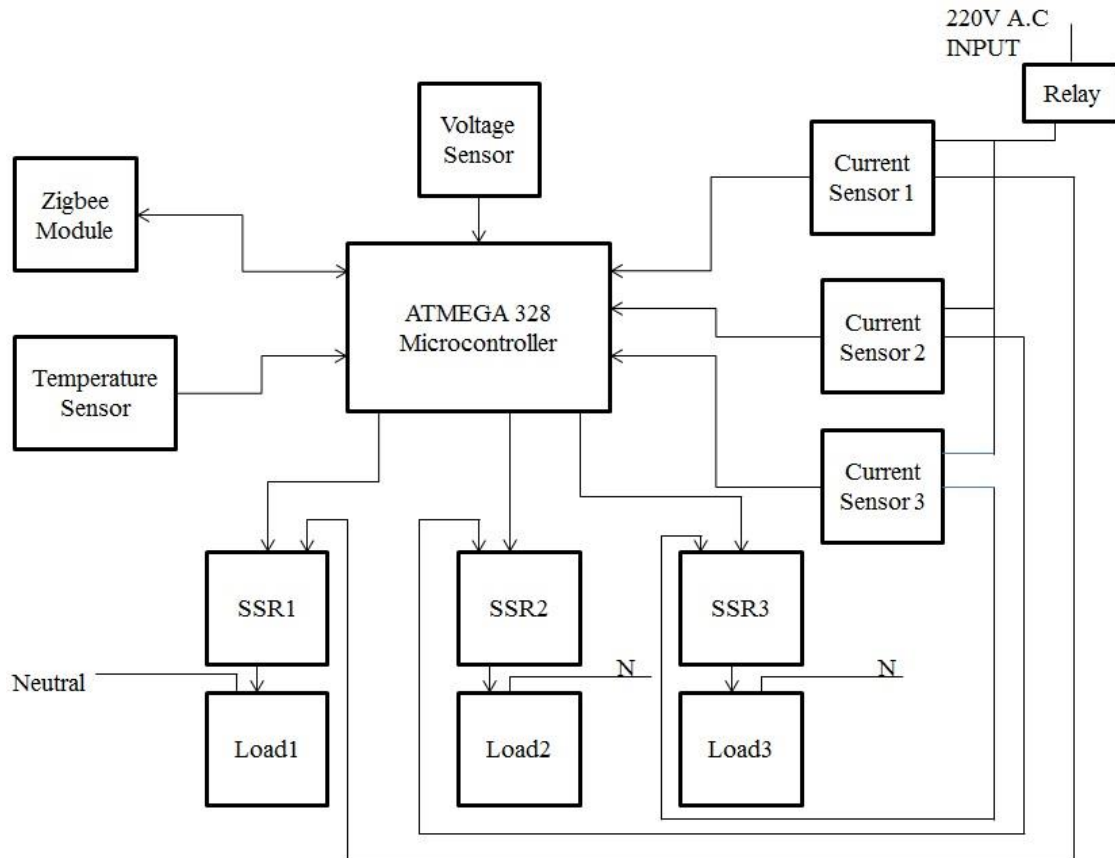 220V A.C
INPUT
Relay
Voltage
Sensor
Current
Sensor 1
Zigbee
Module
ATMEGA 328
Microcontroller
Current
Sensor 2
Temperature
Sensor
Current
Sensor 3
SSR1
SSR2
SSR3
Neutral
N
N
Load1
Load2
Load3